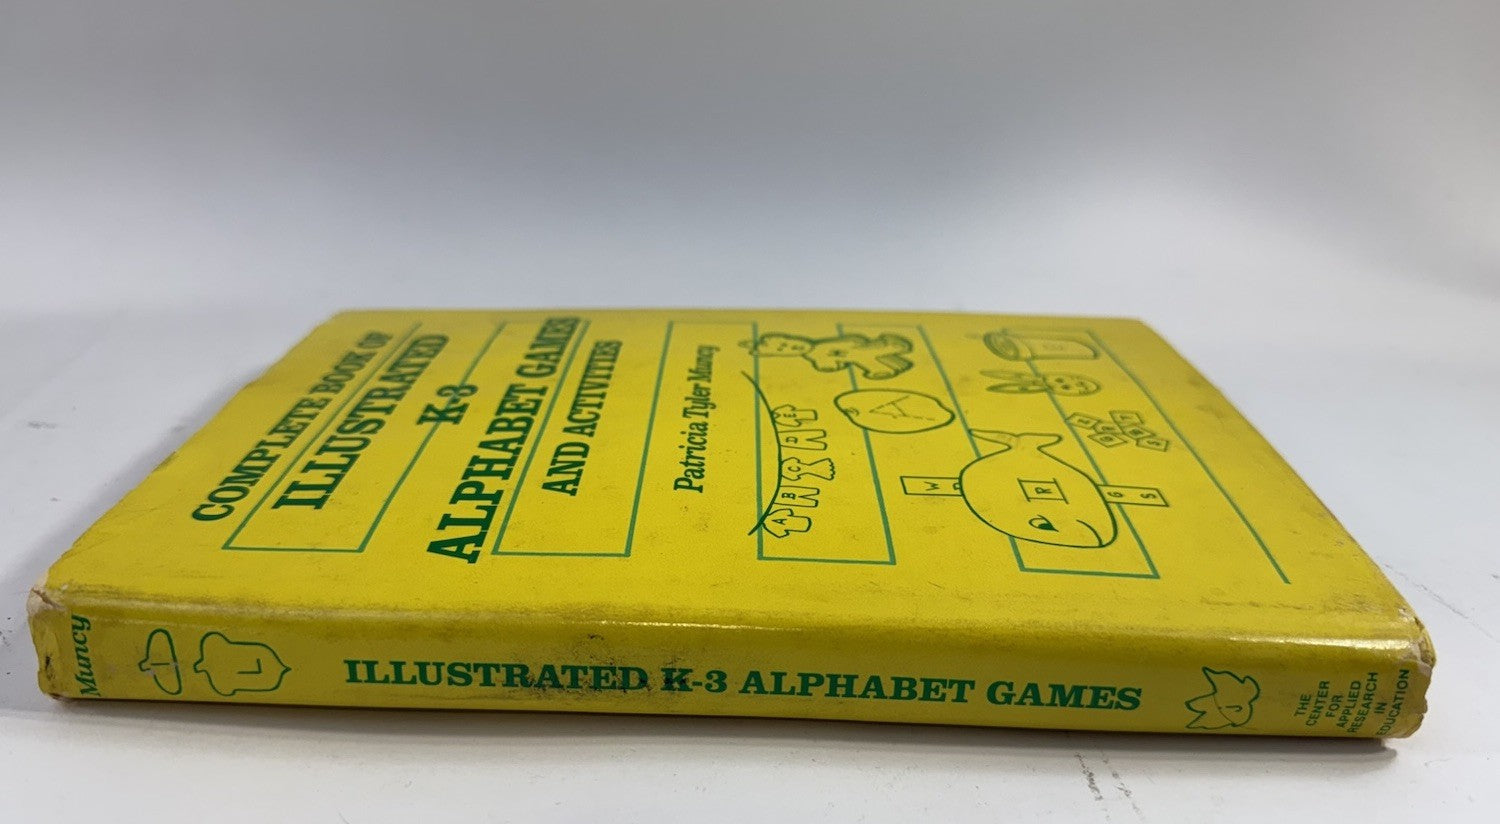 COMPLETE BOOK OF
ILLUSTRATED
K-3
ALPHABET GAMES
AND ACTIVITIES
Patricia Tyler Muncy
A B C D E
A
W R G S
Muncy
L L
ILLUSTRATED K-3 ALPHABET GAMES
J
THE
CENTER
FOR
APPLIED
RESEARCH
IN
EDUCATION